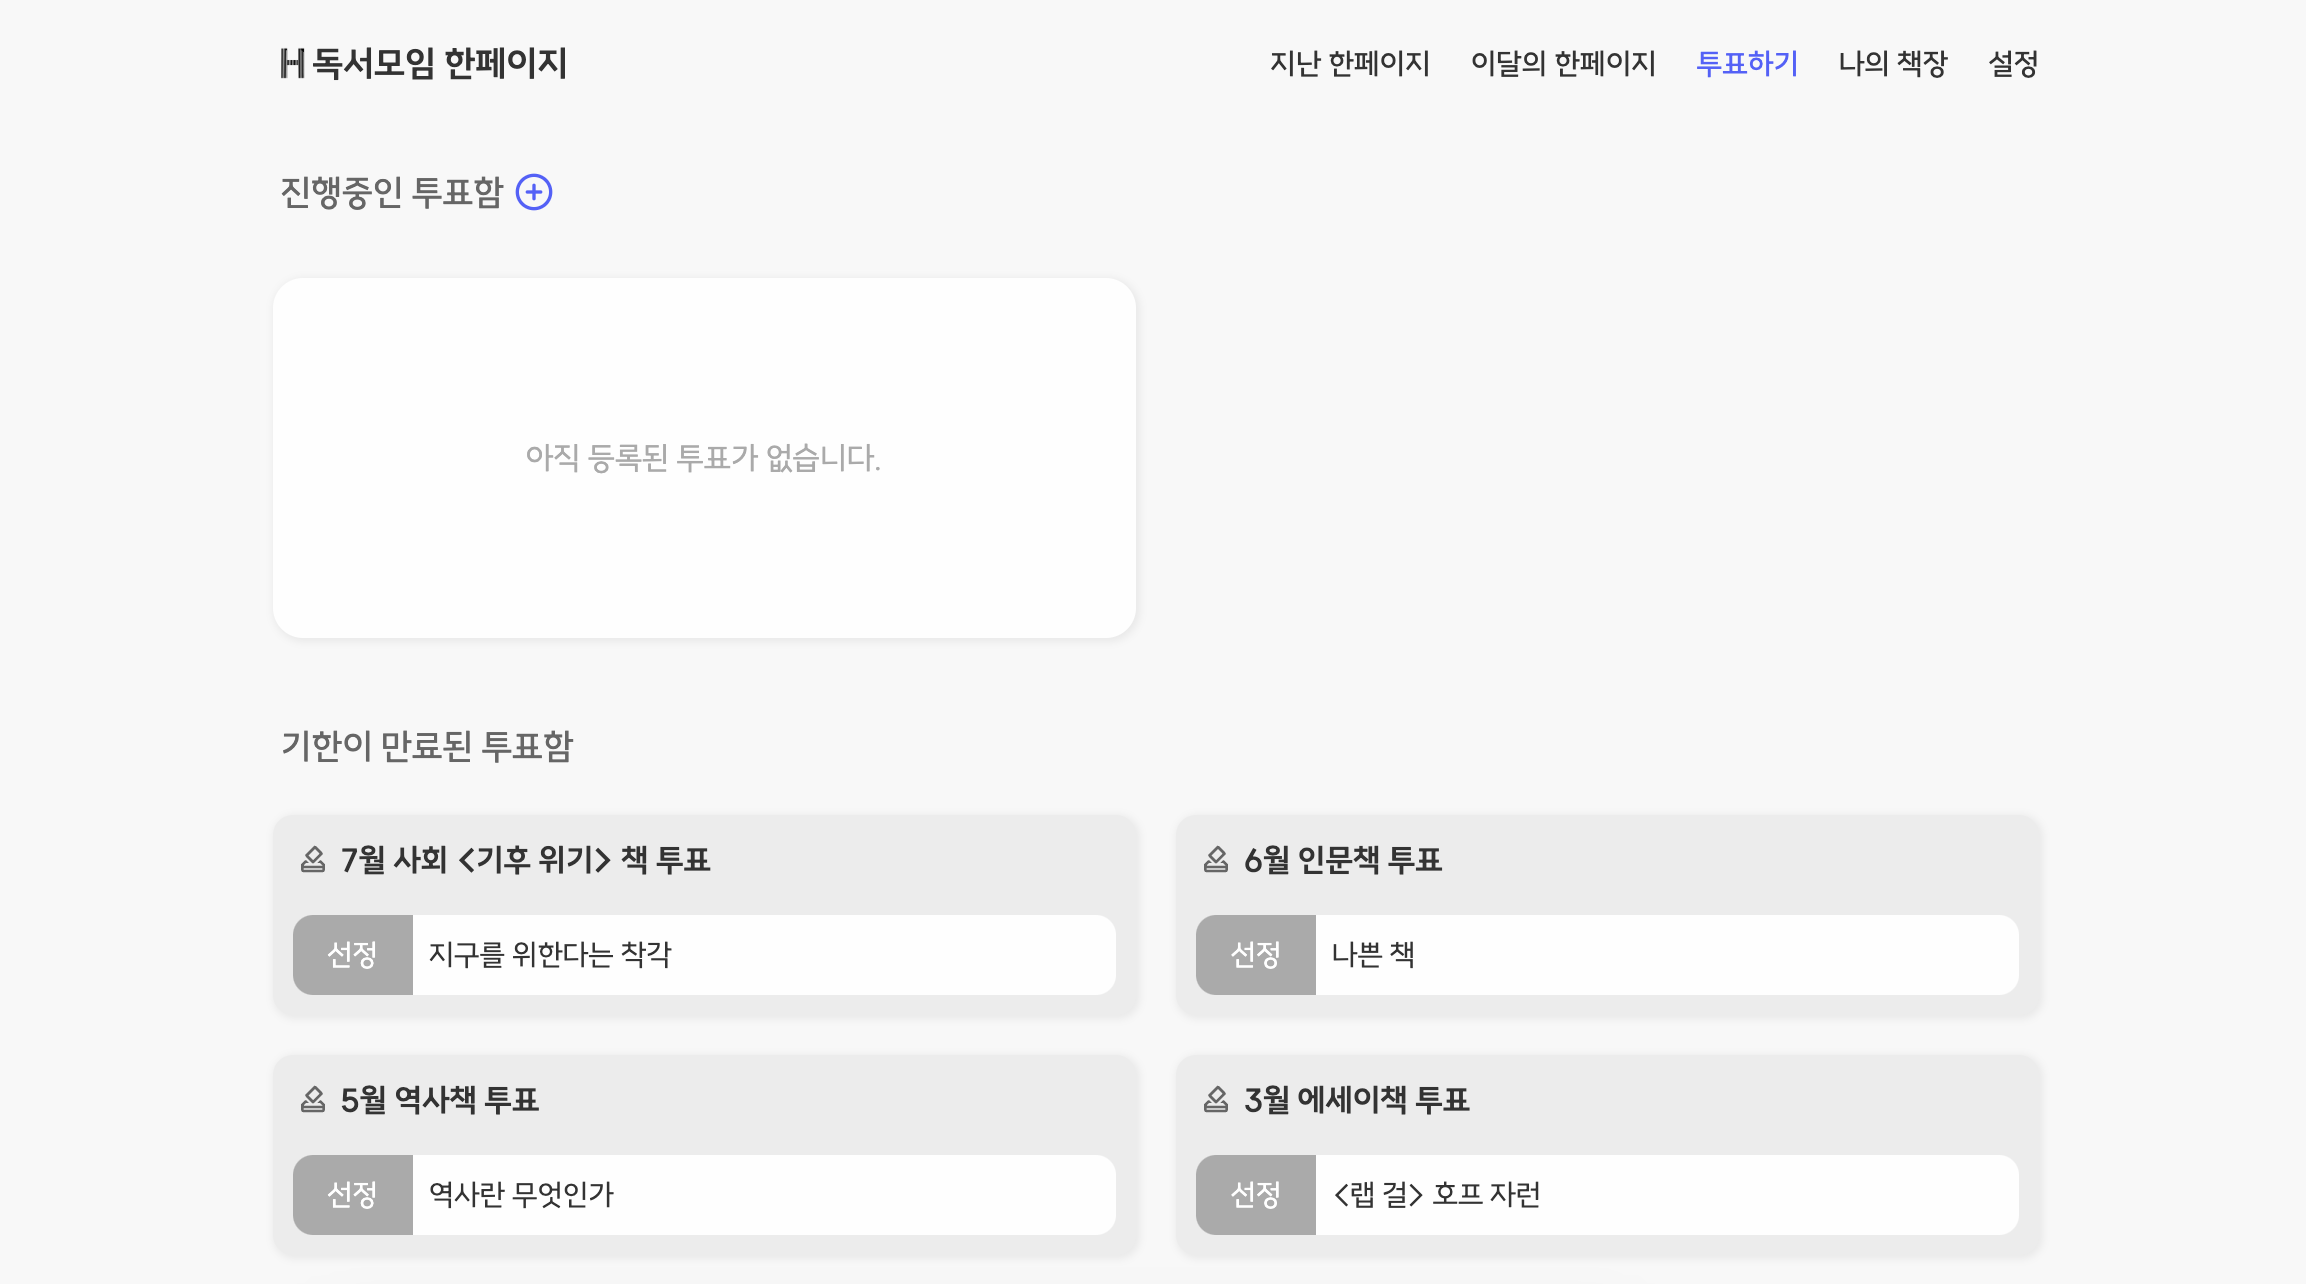 독서모임 한페이지
지난 한페이지 이달의 한페이지 투표하기 나의 책장 설정
진행중인 투표함
아직 등록된 투표가 없습니다.
기한이 만료된 투표함
7월 사회 <기후 위기> 책 투표
선정 지구를 위한다는 착각
6월 인문책 투표
선정 나쁜 책
5월 역사책 투표
선정 역사란 무엇인가
3월 에세이책 투표
선정 <랩 걸> 호프 자런